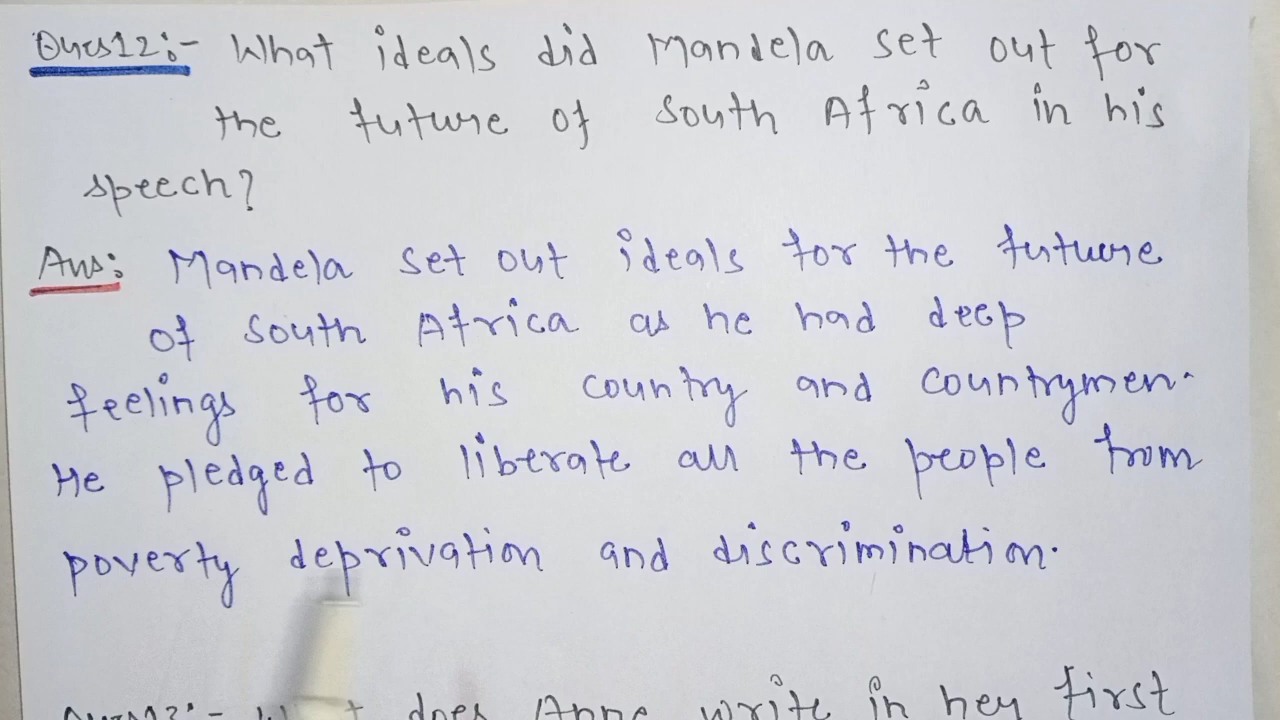 Ques12:- What ideals did Mandela set out for
the future of South Africa in his
speech?
Ans: Mandela set out ideals for the future
of South Africa as he had deep
feelings for his country and countrymen.
He pledged to liberate all the people from
poverty deprivation and discrimination.
does Anne write in her first